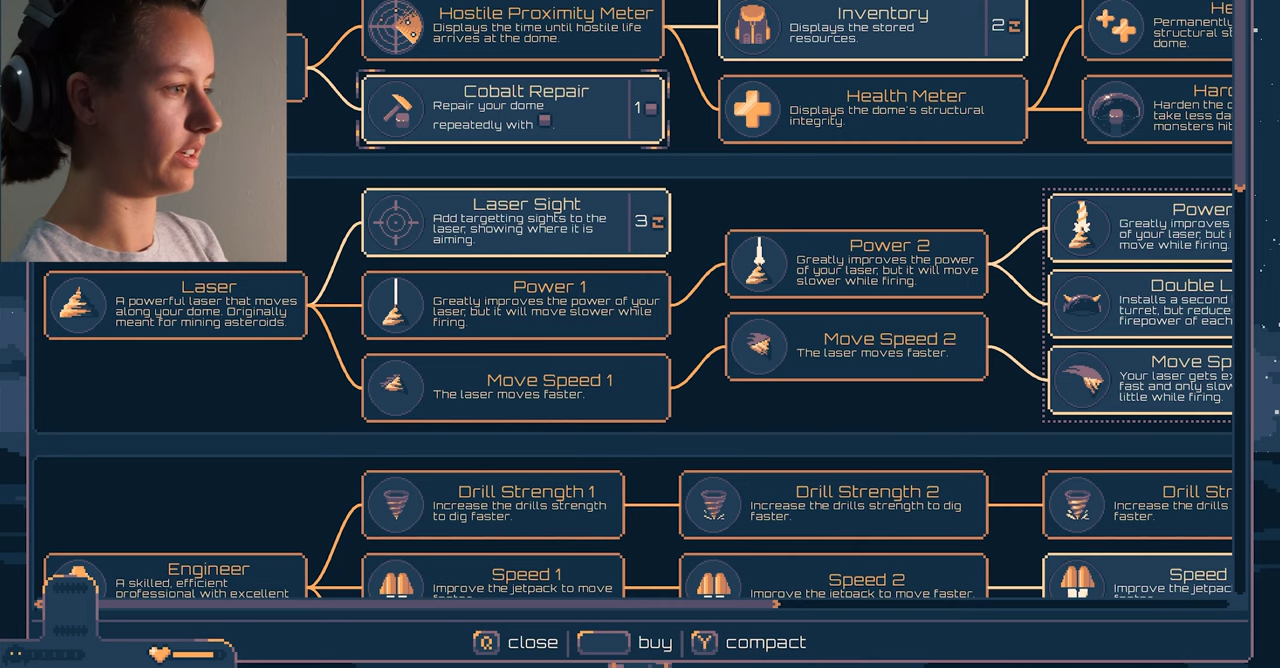 Hostile Proximity Meter
Displays the time until hostile life
arrives at the dome.
Inventory
Displays the stored
resources.
2
He
Permanently
structural st
dome.
Cobalt Repair
Repair your dome
repeatedly with
1
Health Meter
Displays the dome's structural
integrity.
Hard
Harden the d
take less da
monsters hit
Laser Sight
Add targetting sights to the
laser, showing where it is
aiming.
3
Laser
A powerful laser that moves
along your dome. Originally
meant for mining asteroids.
Power 1
Greatly improves the power of your
laser, but it will move slower while
firing.
Move Speed 1
The laser moves faster.
Power 2
Greatly improves the power
of your laser, but it will move
slower while firing.
Move Speed 2
The laser moves faster.
Power
Greatly improves
of your laser, but i
move while firing.
Double L
Installs a second
turret, but reduce
firepower of each
Move Sp
Your laser gets ex
fast and only slow
little while firing.
Drill Strength 1
Increase the drills strength
to dig faster.
Drill Strength 2
Increase the drills strength to dig
faster.
Drill Str
Increase the drills
faster.
Engineer
A skilled, efficient
professional with excellent
Speed 1
Improve the jetpack to move
Speed 2
Improve the jetpack to move faster.
Speed
Improve the jetpac
Q close
buy
Y compact